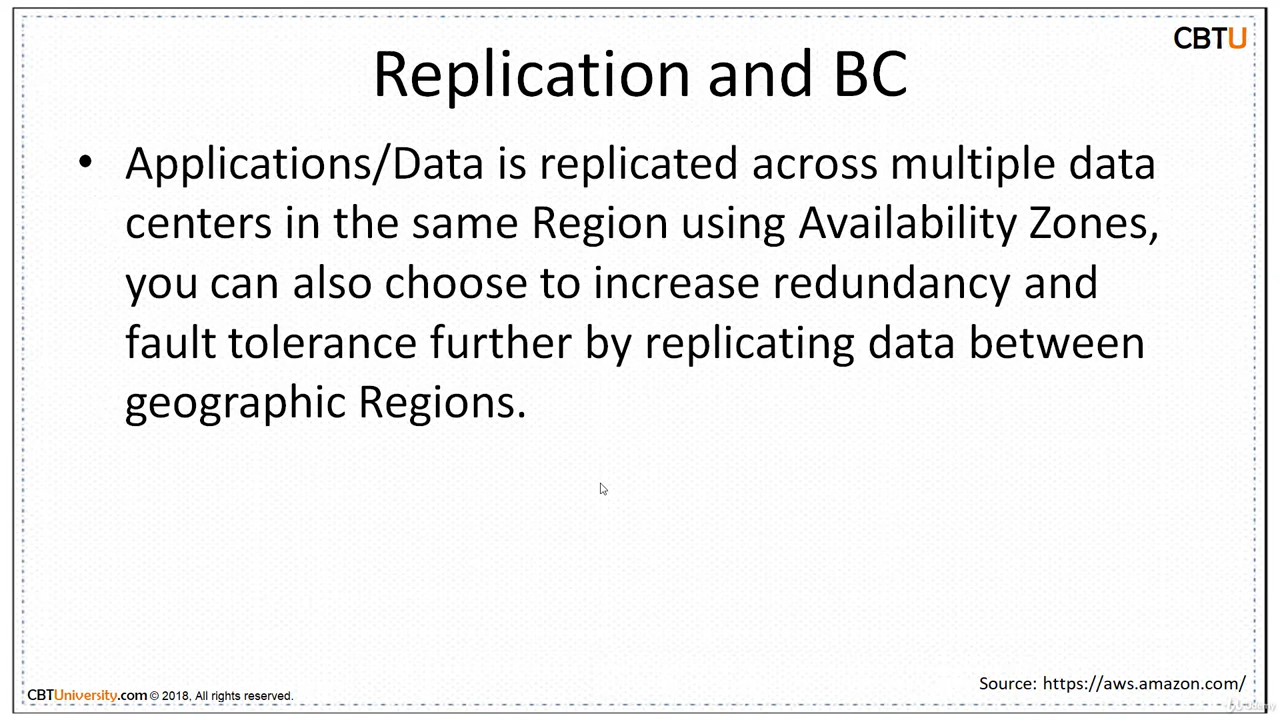 CBTU
Replication and BC
• Applications/Data is replicated across multiple data
centers in the same Region using Availability Zones,
you can also choose to increase redundancy and
fault tolerance further by replicating data between
geographic Regions.
Source: https://aws.amazon.com/
CBTUniversity.com © 2018, All rights reserved.
Udemy